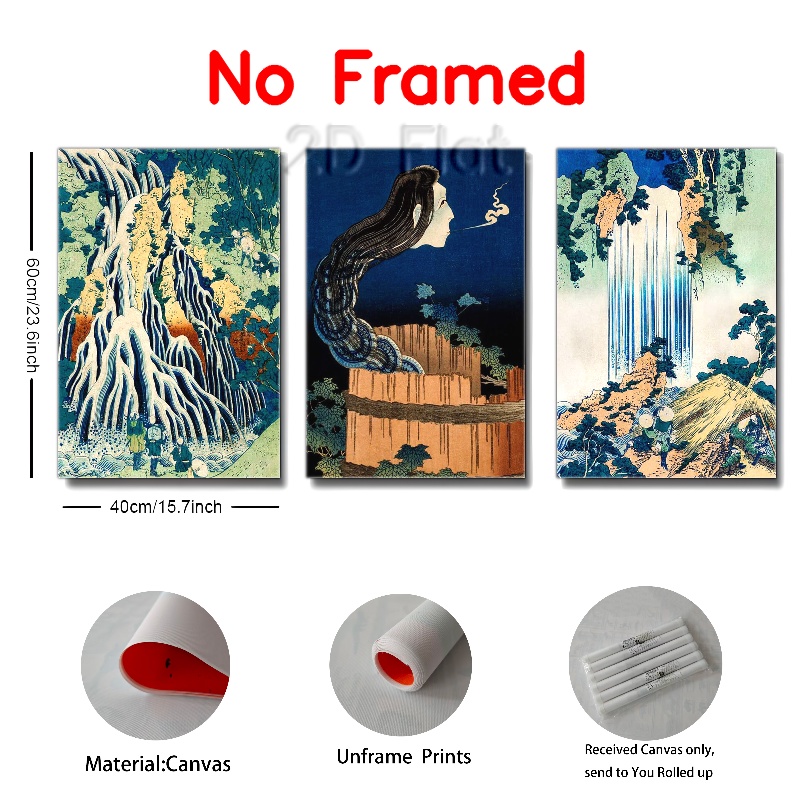 No Framed
2D Flat
60cm/23.6inch
40cm/15.7inch
Material:Canvas
Unframe Prints
Received Canvas only,
send to You Rolled up